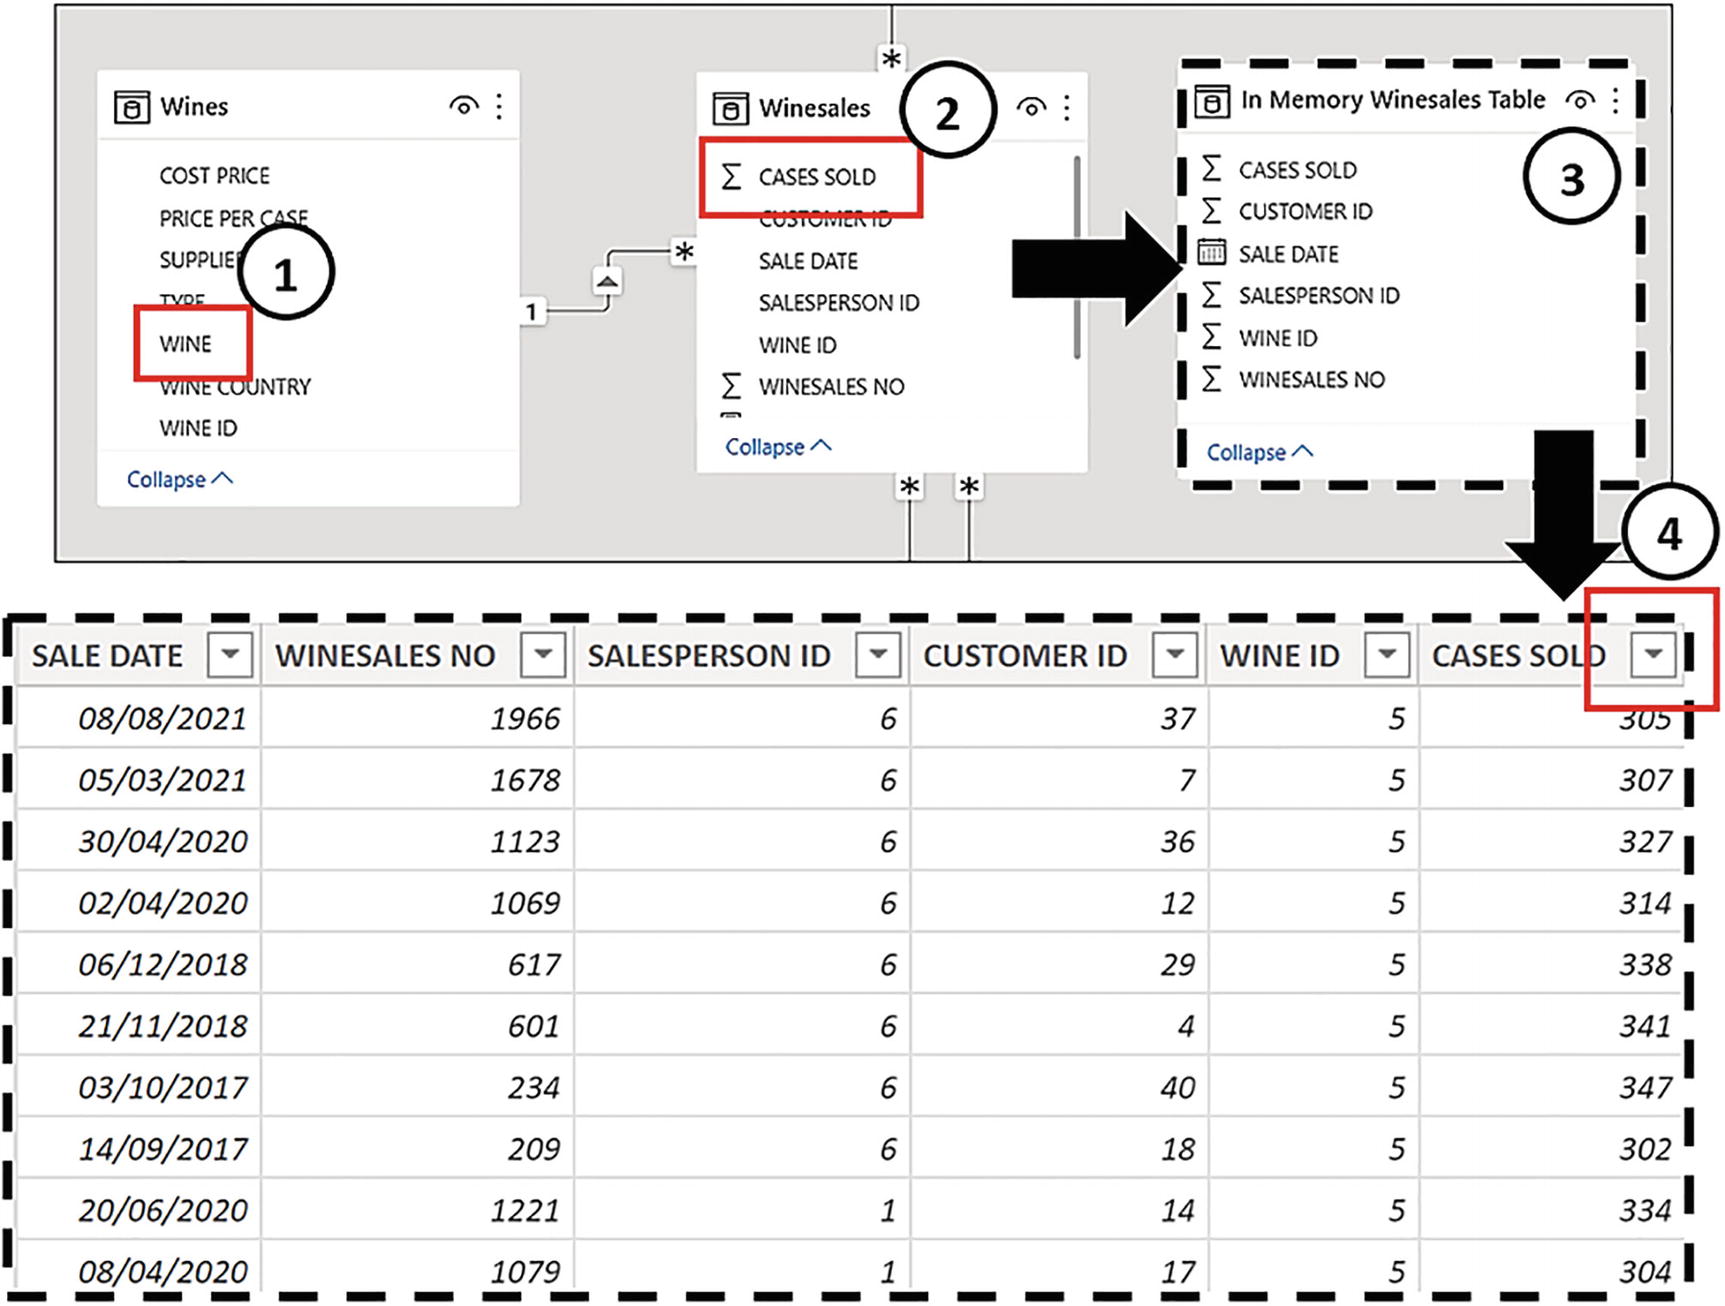 Wines
COST PRICE
PRICE PER CASE
SUPPLIER
TYPE
WINE
WINE COUNTRY
WINE ID
Collapse
1
1
*
*
Winesales
2
CASES SOLD
CUSTOMER ID
SALE DATE
SALESPERSON ID
WINE ID
WINESALES NO
Collapse
*
*
In Memory Winesales Table
3
CASES SOLD
CUSTOMER ID
SALE DATE
SALESPERSON ID
WINE ID
WINESALES NO
Collapse
4
SALE DATE WINESALES NO SALESPERSON ID CUSTOMER ID WINE ID CASES SOLD
08/08/2021 1966 6 37 5 305
05/03/2021 1678 6 7 5 307
30/04/2020 1123 6 36 5 327
02/04/2020 1069 6 12 5 314
06/12/2018 617 6 29 5 338
21/11/2018 601 6 4 5 341
03/10/2017 234 6 40 5 347
14/09/2017 209 6 18 5 302
20/06/2020 1221 1 14 5 334
08/04/2020 1079 1 17 5 304